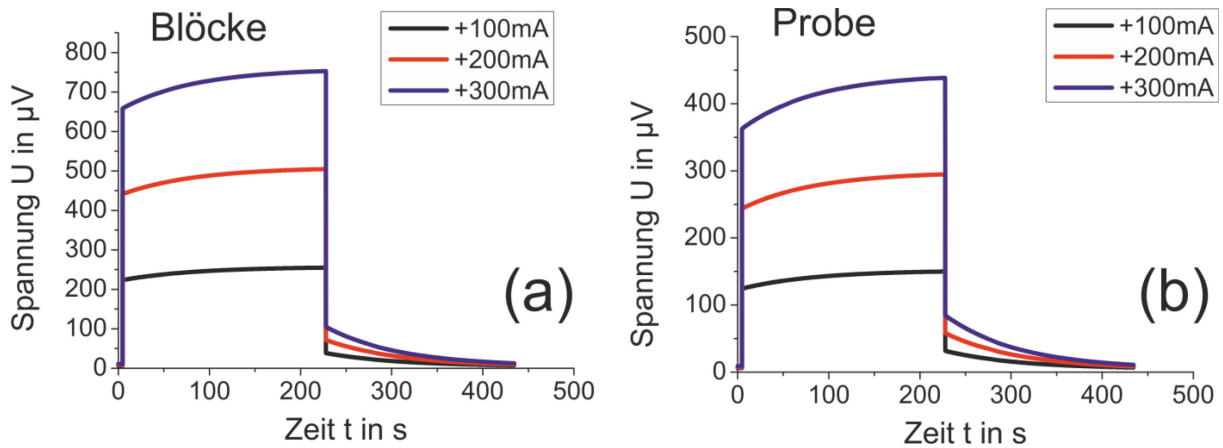 Blöcke
+100mA
+200mA
+300mA
Spannung U in µV
800
700
600
500
400
300
200
100
0
0 100 200 300 400 500
Zeit t in s
(a)
Probe
+100mA
+200mA
+300mA
Spannung U in µV
500
400
300
200
100
0
0 100 200 300 400 500
Zeit t in s
(b)